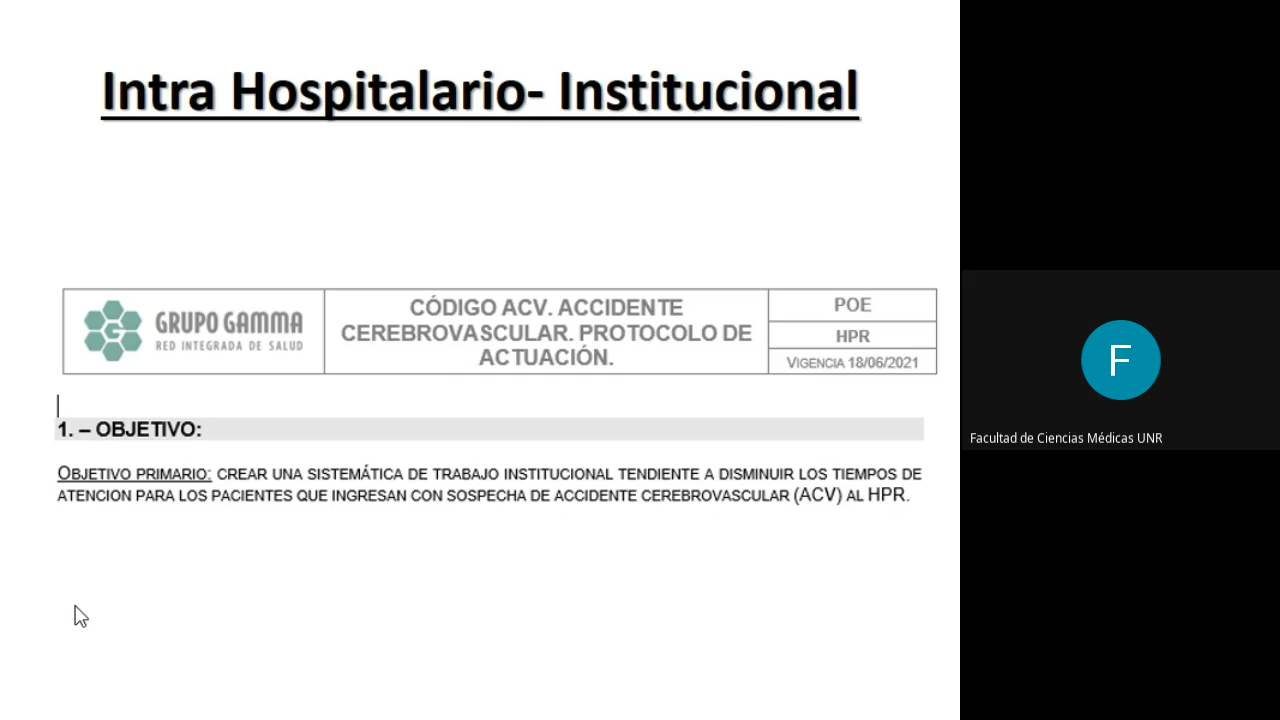 Intra Hospitalario- Institucional
GRUPO GAMMA
RED INTEGRADA DE SALUD
CÓDIGO ACV. ACCIDENTE
CEREBROVASCULAR. PROTOCOLO DE
ACTUACIÓN.
POE
HPR
VIGENCIA 18/06/2021
1. – OBJETIVO:
OBJETIVO PRIMARIO: CREAR UNA SISTEMÁTICA DE TRABAJO INSTITUCIONAL TENDIENTE A DISMINUIR LOS TIEMPOS DE
ATENCION PARA LOS PACIENTES QUE INGRESAN CON SOSPECHA DE ACCIDENTE CEREBROVASCULAR (ACV) AL HPR.
F
Facultad de Ciencias Médicas UNR